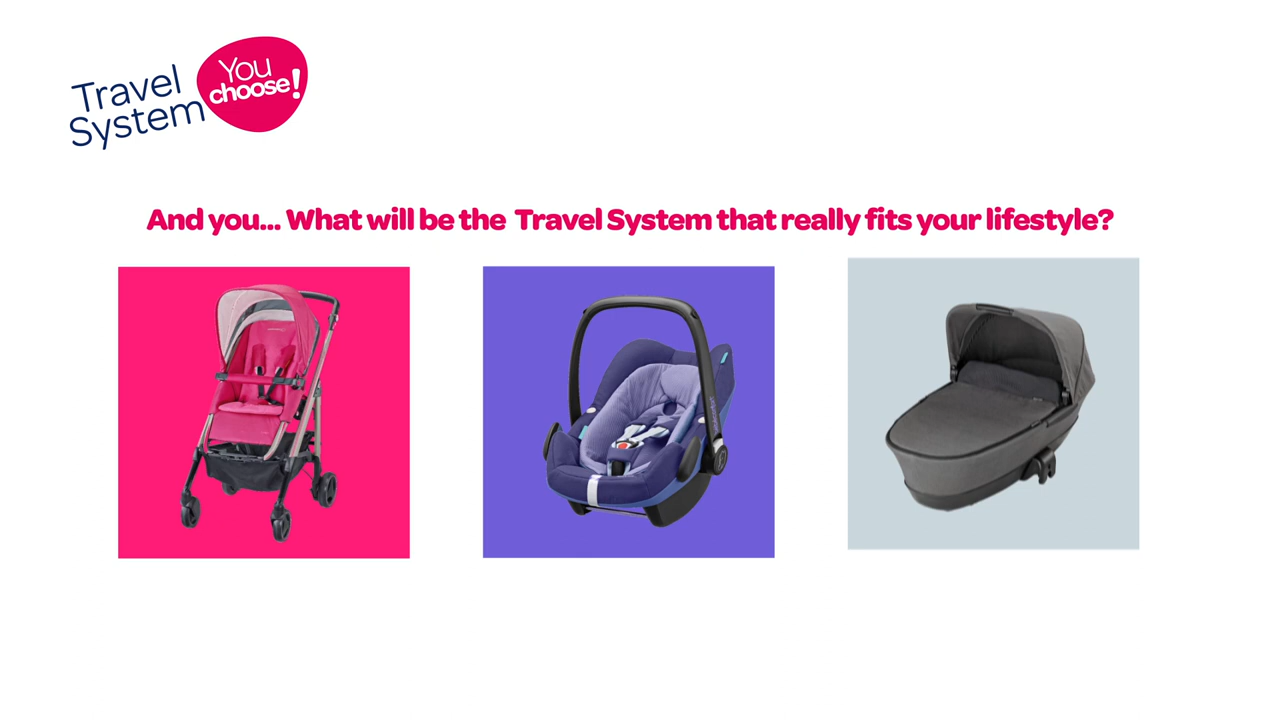 Travel
System
You
choose!
And you... What will be the Travel System that really fits your lifestyle?